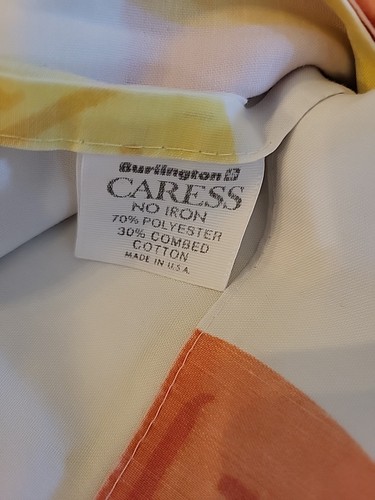 Burlington
CARESS
NO IRON
70% POLYESTER
30% COMBED
COTTON
MADE IN U.S.A.